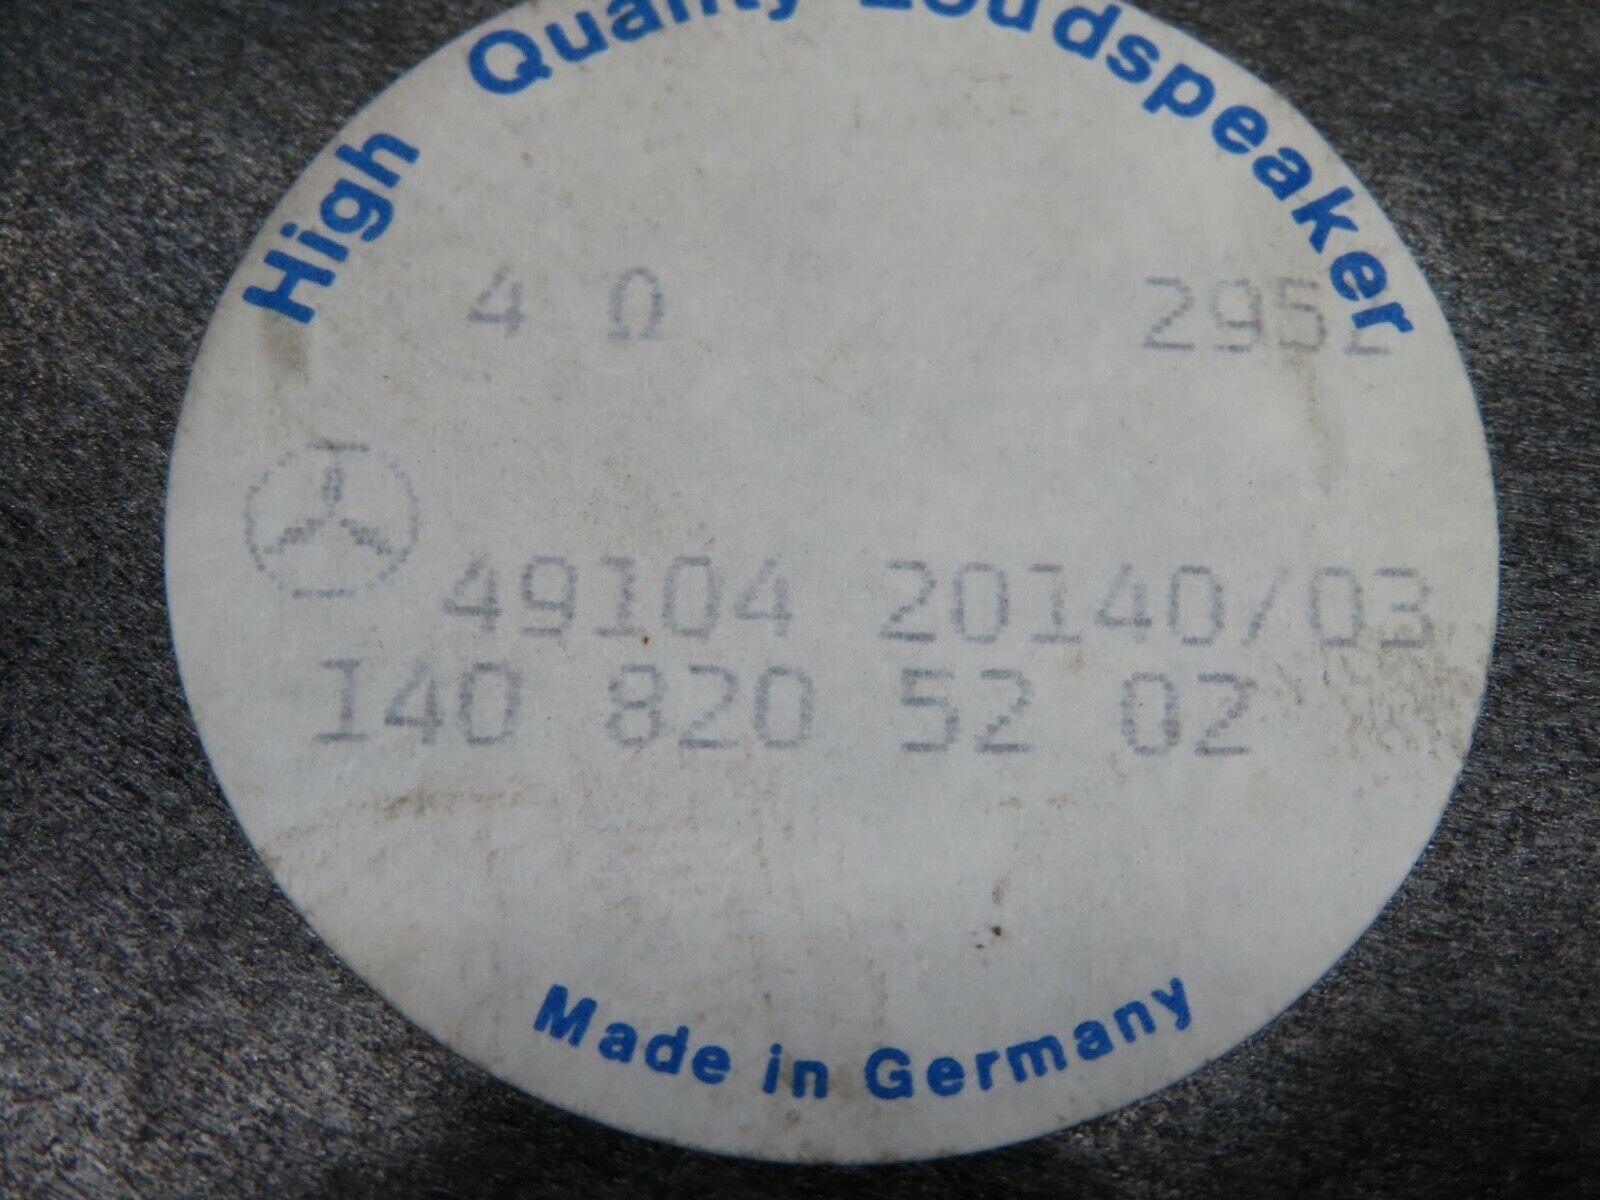 High Quality Loudspeaker
4 Ω 2952
49104 20140/03
140 820 52 02
Made in Germany